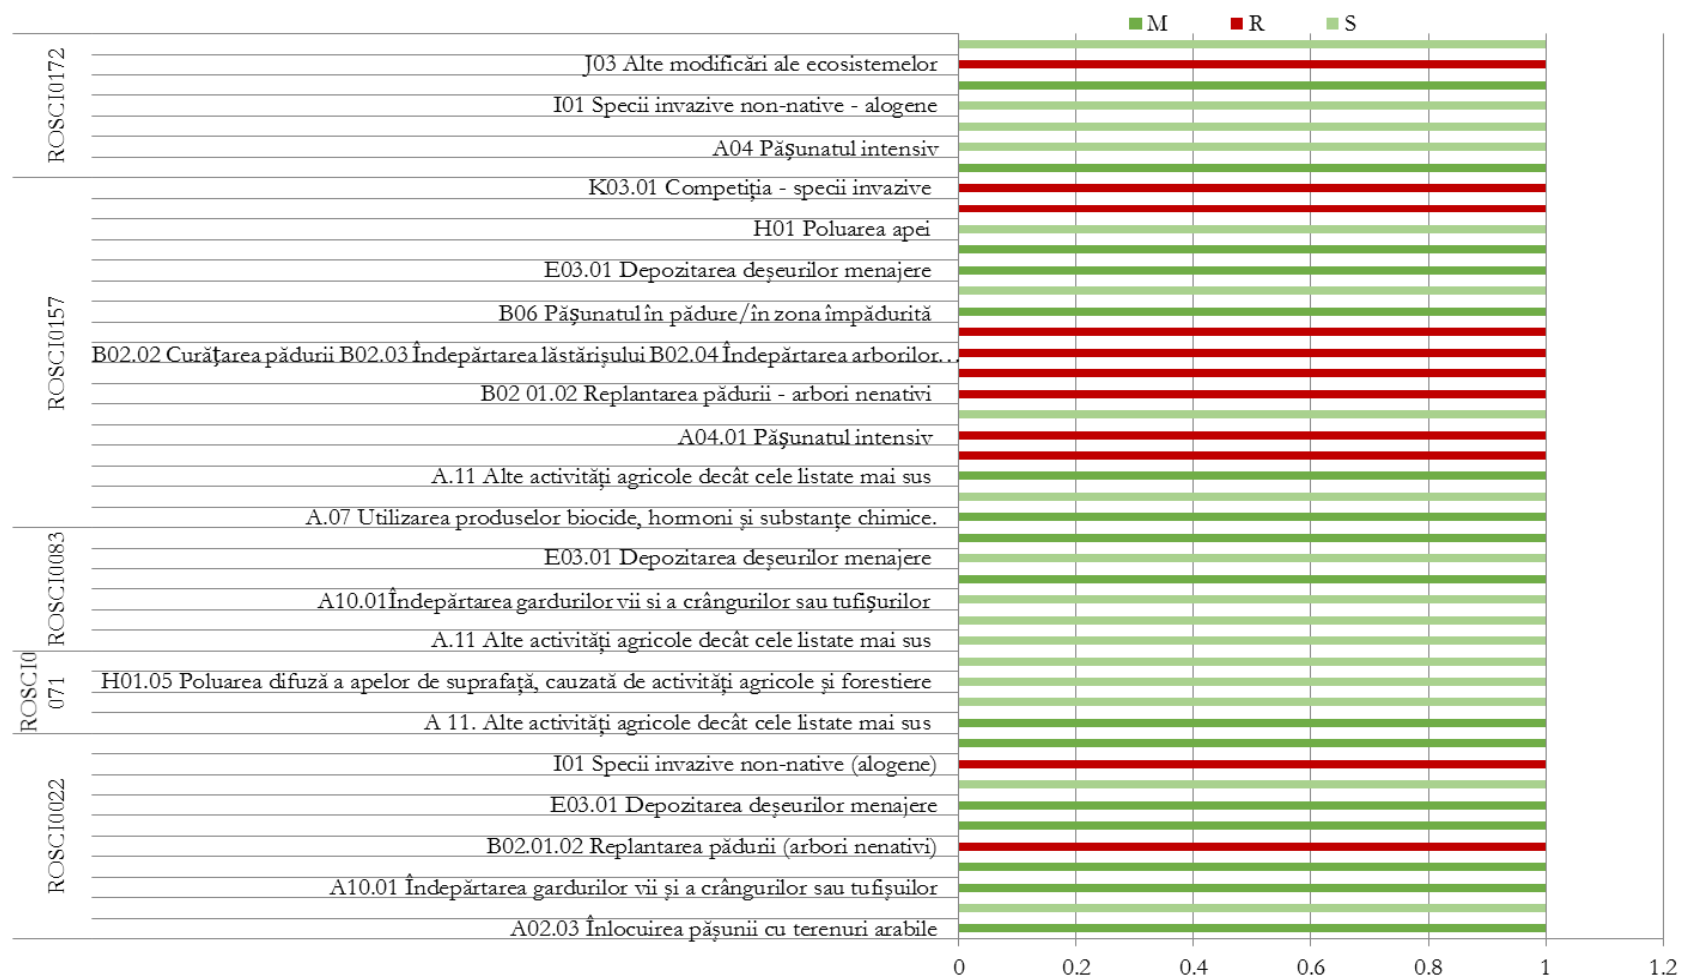 M R S
ROSCI0172
J03 Alte modificări ale ecosistemelor
I01 Specii invazive non-native - alogene
A04 Pășunatul intensiv
ROSCI0157
K03.01 Competiția - specii invazive
H01 Poluarea apei
E03.01 Depozitarea deșeurilor menajere
B06 Pășunatul în pădure/în zona împădurită
B02.02 Curățarea pădurii B02.03 Îndepărtarea lăstărișului B02.04 Îndepărtarea arborilor…
B02 01.02 Replantarea pădurii - arbori nenativi
A04.01 Pășunatul intensiv
A.11 Alte activități agricole decât cele listate mai sus
A.07 Utilizarea produselor biocide, hormoni și substanțe chimice.
ROSCI0083
E03.01 Depozitarea deșeurilor menajere
A10.01Îndepărtarea gardurilor vii si a crângurilor sau tufișurilor
A.11 Alte activități agricole decât cele listate mai sus
ROSCI0
071
H01.05 Poluarea difuză a apelor de suprafață, cauzată de activități agricole și forestiere
A 11. Alte activități agricole decât cele listate mai sus
ROSCI0022
I01 Specii invazive non-native (alogene)
E03.01 Depozitarea deșeurilor menajere
B02.01.02 Replantarea pădurii (arbori nenativi)
A10.01 Îndepărtarea gardurilor vii și a crângurilor sau tufișuilor
A02.03 Înlocuirea pășunii cu terenuri arabile
0 0.2 0.4 0.6 0.8 1 1.2